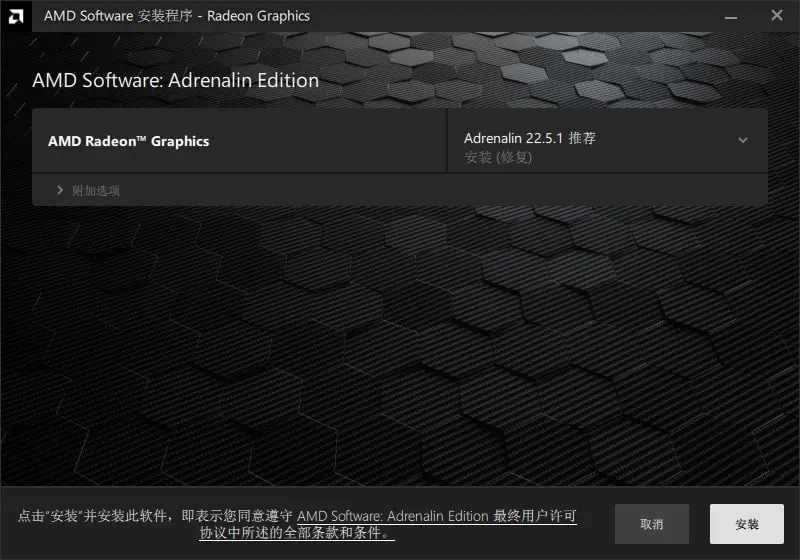 AMD Software 安装程序 - Radeon Graphics
AMD Software: Adrenalin Edition
AMD Radeon™ Graphics
Adrenalin 22.5.1 推荐
安装 (修复)
附加选项
点击“安装”并安装此软件，即表示您同意遵守 AMD Software: Adrenalin Edition 最终用户许可
协议中所述的全部条款和条件。
取消
安装